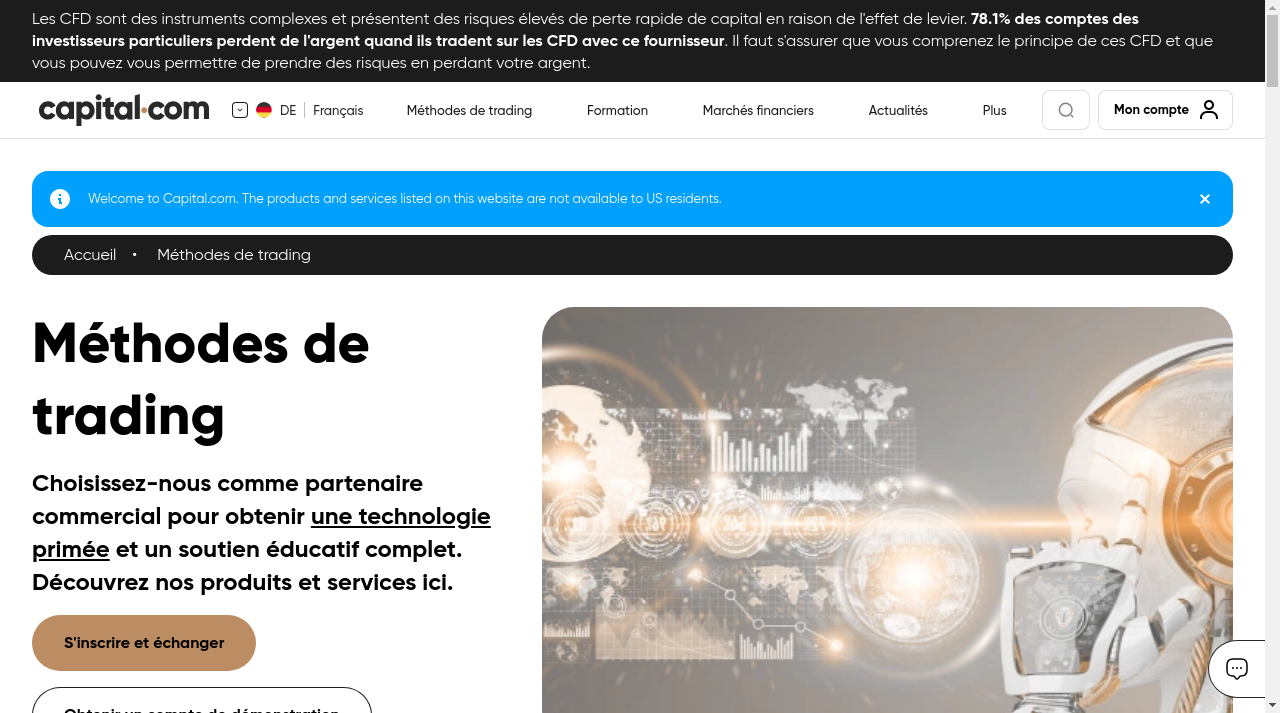 Les CFD sont des instruments complexes et présentent des risques élevés de perte rapide de capital en raison de l'effet de levier. 78.1% des comptes des
investisseurs particuliers perdent de l'argent quand ils tradent sur les CFD avec ce fournisseur. Il faut s'assurer que vous comprenez le principe de ces CFD et que
vous pouvez vous permettre de prendre des risques en perdant votre argent.
capital.com DE Français Méthodes de trading Formation Marchés financiers Actualités Plus Mon compte
Welcome to Capital.com. The products and services listed on this website are not available to US residents.
Accueil • Méthodes de trading
Méthodes de
trading
Choisissez-nous comme partenaire
commercial pour obtenir une technologie
primée et un soutien éducatif complet.
Découvrez nos produits et services ici.
S'inscrire et échanger
Obtenir un compte de démonstration